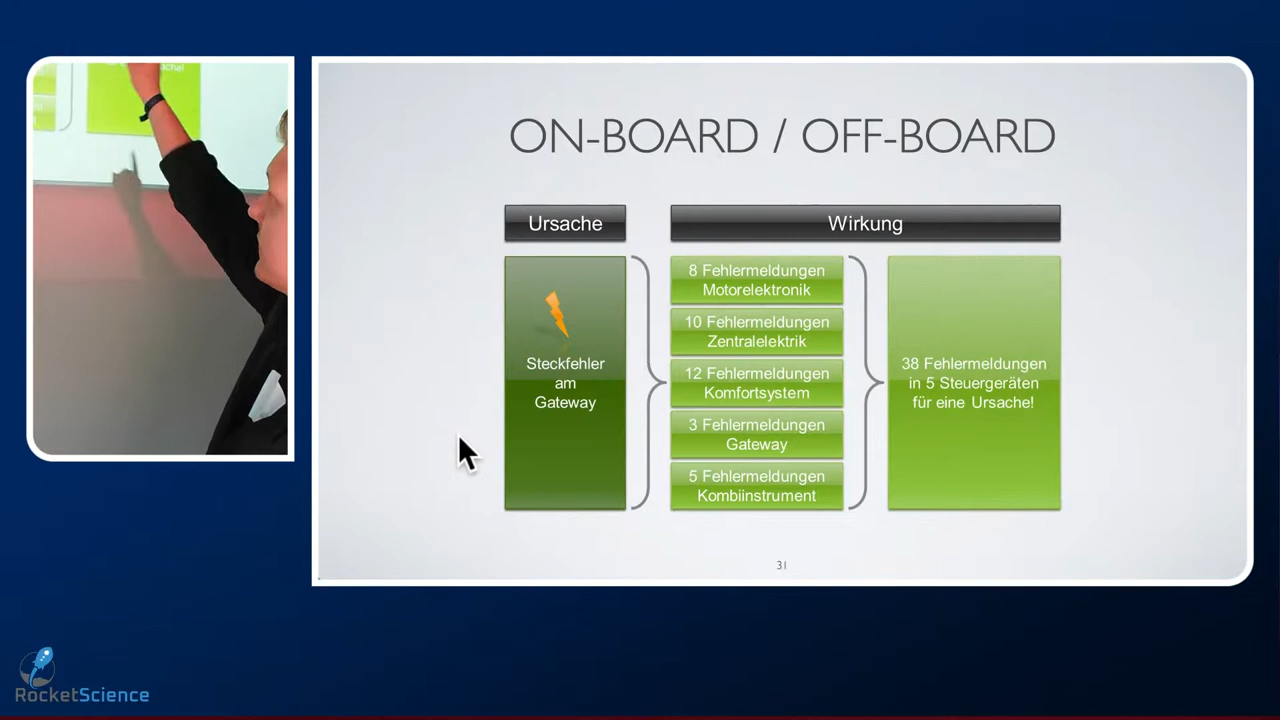 ON-BOARD / OFF-BOARD
Ursache
Wirkung
Steckfehler
am
Gateway
8 Fehlermeldungen
Motorelektronik
10 Fehlermeldungen
Zentralelektrik
12 Fehlermeldungen
Komfortsystem
3 Fehlermeldungen
Gateway
5 Fehlermeldungen
Kombiinstrument
38 Fehlermeldungen
in 5 Steuergeräten
für eine Ursache!
31
RocketScience